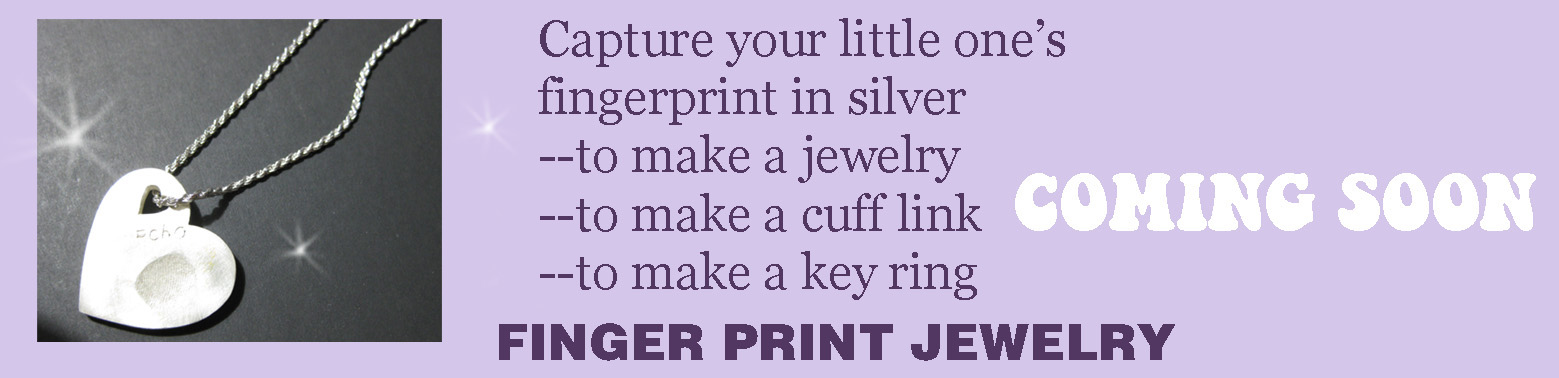 Capture your little one’s
fingerprint in silver
--to make a jewelry
--to make a cuff link
--to make a key ring
COMING SOON
FINGER PRINT JEWELRY